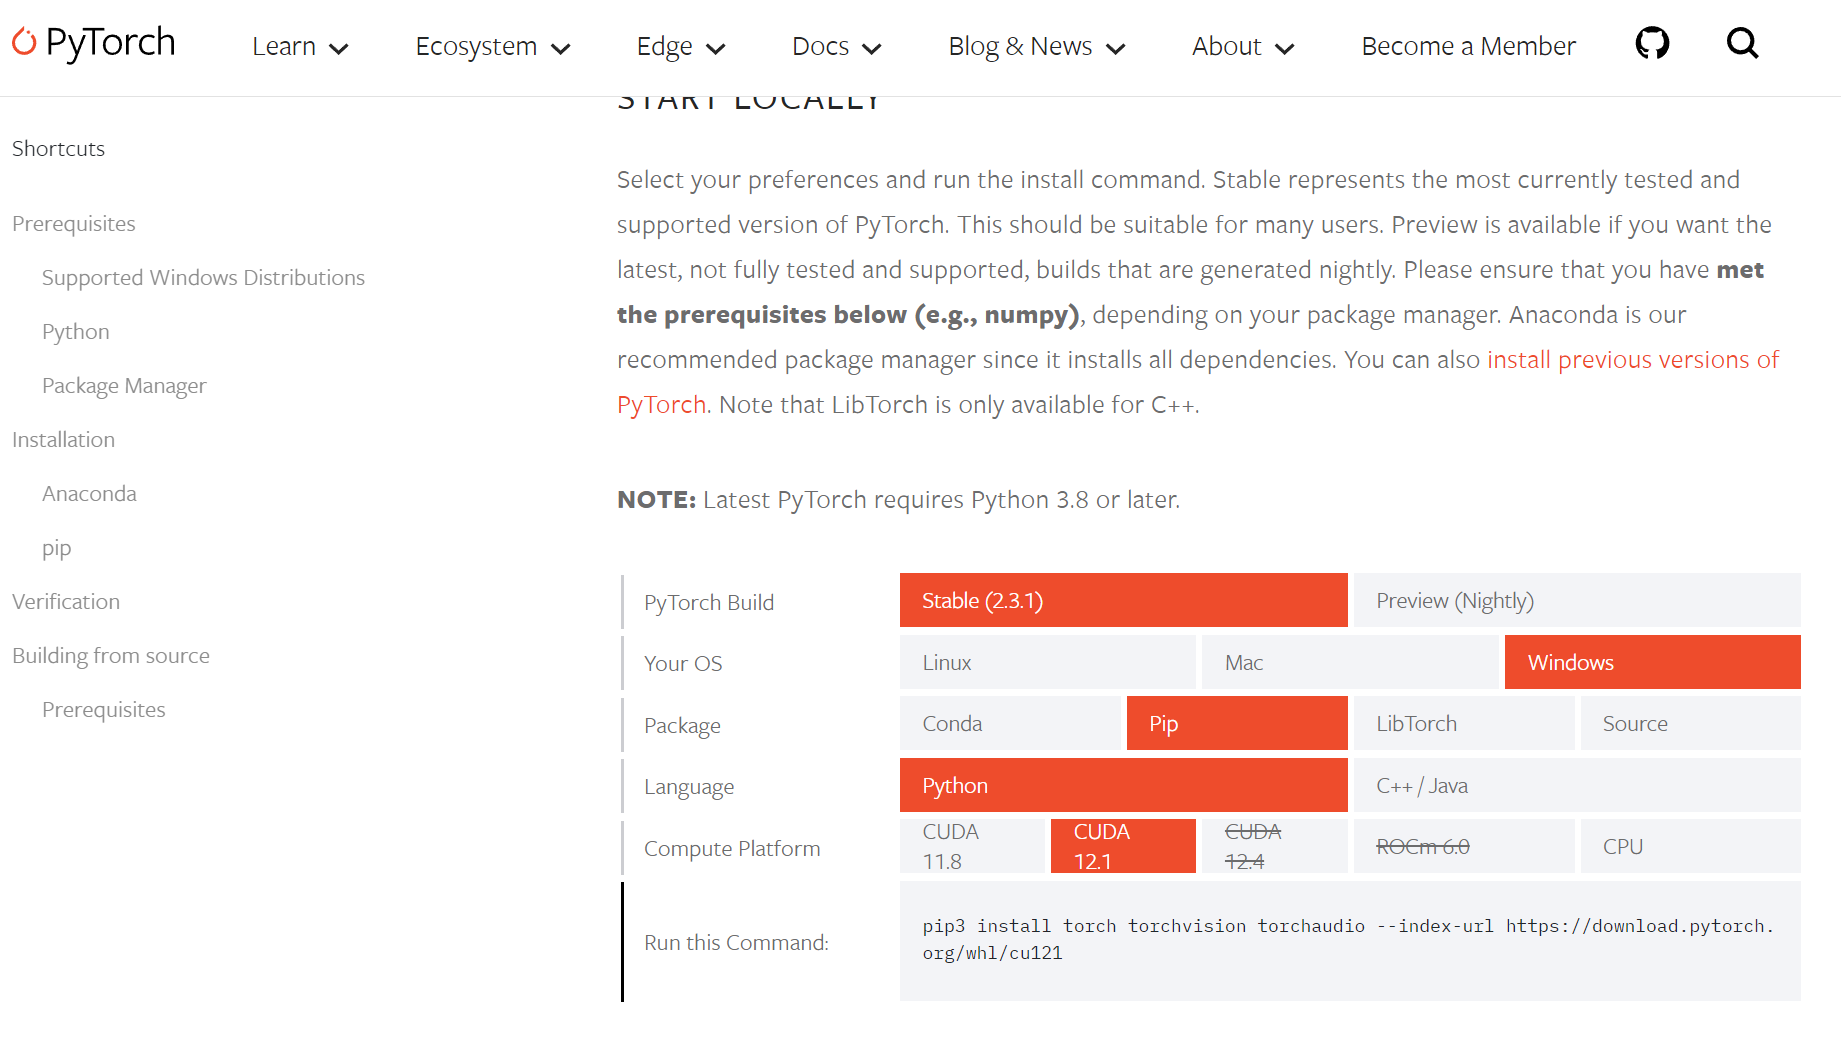 PyTorch
Learn
Ecosystem
Edge
Docs
Blog & News
About
Become a Member
START LOCALLY
Shortcuts
Prerequisites
Supported Windows Distributions
Python
Package Manager
Installation
Anaconda
pip
Verification
Building from source
Prerequisites
Select your preferences and run the install command. Stable represents the most currently tested and
supported version of PyTorch. This should be suitable for many users. Preview is available if you want the
latest, not fully tested and supported, builds that are generated nightly. Please ensure that you have met
the prerequisites below (e.g., numpy), depending on your package manager. Anaconda is our
recommended package manager since it installs all dependencies. You can also install previous versions of
PyTorch. Note that LibTorch is only available for C++.
NOTE: Latest PyTorch requires Python 3.8 or later.
PyTorch Build
Stable (2.3.1)
Preview (Nightly)
Your OS
Linux
Mac
Windows
Package
Conda
Pip
LibTorch
Source
Language
Python
C++ / Java
Compute Platform
CUDA
11.8
CUDA
12.1
CUDA
12.4
ROCm 6.0
CPU
Run this Command:
pip3 install torch torchvision torchaudio --index-url https://download.pytorch.
org/whl/cu121